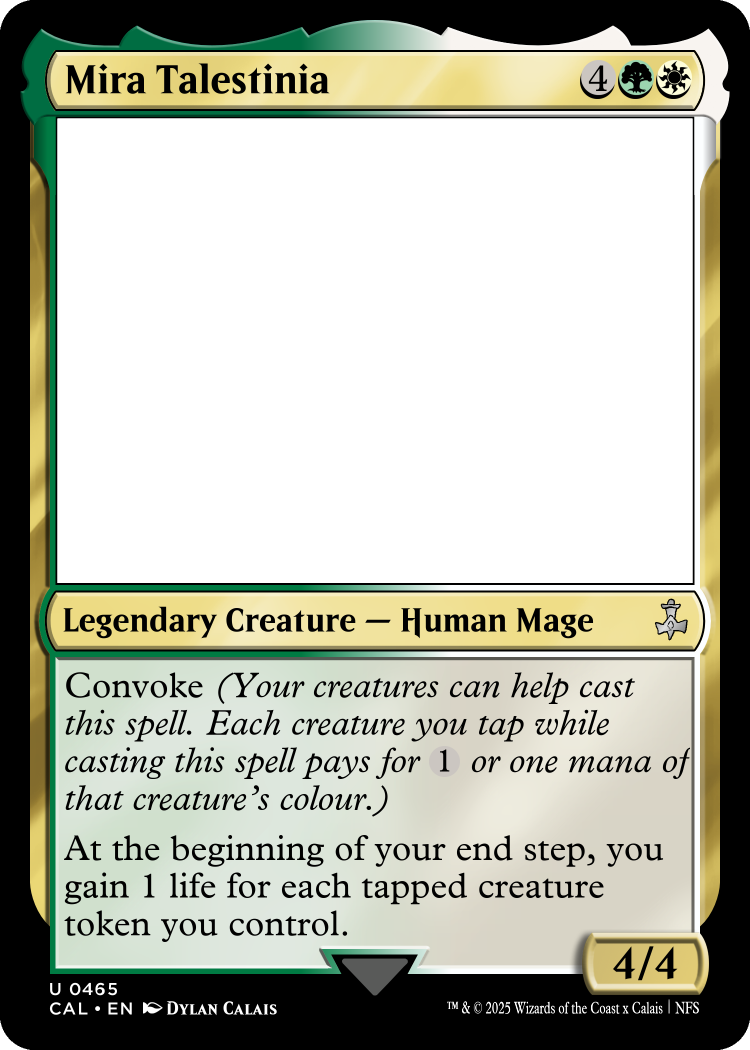 Mira Talestinia 4
Legendary Creature — Human Mage
Convoke (Your creatures can help cast
this spell. Each creature you tap while
casting this spell pays for 1 or one mana of
that creature’s colour.)
At the beginning of your end step, you
gain 1 life for each tapped creature
token you control.
4/4
U 0465
CAL • EN DYLAN CALAIS
™ & © 2025 Wizards of the Coast x Calais | NFS